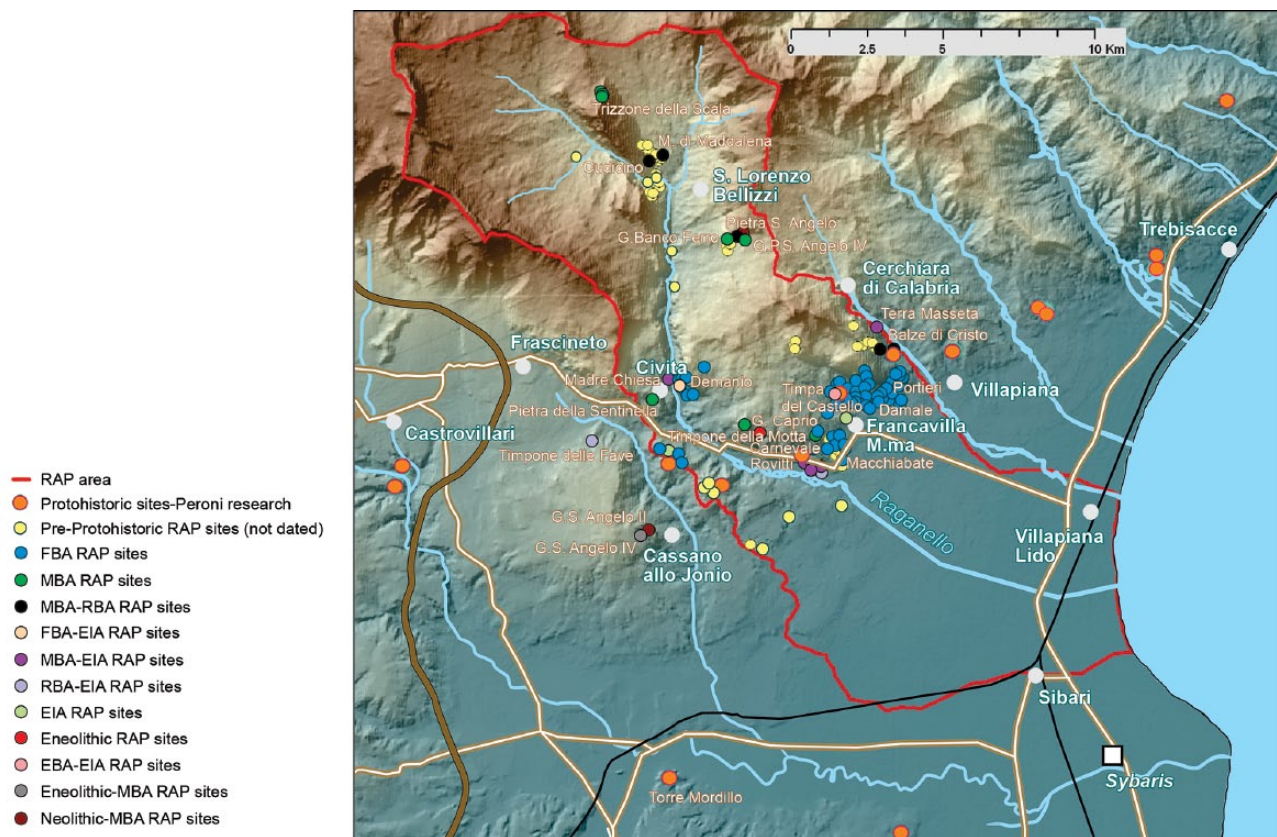 RAP area
Protohistoric sites-Peroni research
Pre-Protohistoric RAP sites (not dated)
FBA RAP sites
MBA RAP sites
MBA-RBA RAP sites
FBA-EIA RAP sites
MBA-EIA RAP sites
RBA-EIA RAP sites
EIA RAP sites
Eneolithic RAP sites
EBA-EIA RAP sites
Eneolithic-MBA RAP sites
Neolithic-MBA RAP sites
0 2.5 5 10 Km
Trizzone della Scala
M. di Maddalena
S. Lorenzo
Bellizzi
Pietra S. Angelo
G.Banco Ferro
G.P.S. Angelo IV
Trebisacce
Cerchiara
di Calabria
Terra Masseta
Balze di Cristo
Frascineto
Civita
Madre Chiesa
Demanio
Timpa
del Castello
Portieri
Damale
Villapiana
Pietra della Sentinella
G. Caprio
Francavilla
M.ma
Castrovillari
Timpone della Motta
Carnevale
Timpone delle Fave
Rovitti
Macchiabate
Raganello
G.S. Angelo II
G.S. Angelo IV
Cassano
allo Jonio
Villapiana
Lido
Sibari
Sybaris
Torre Mordillo